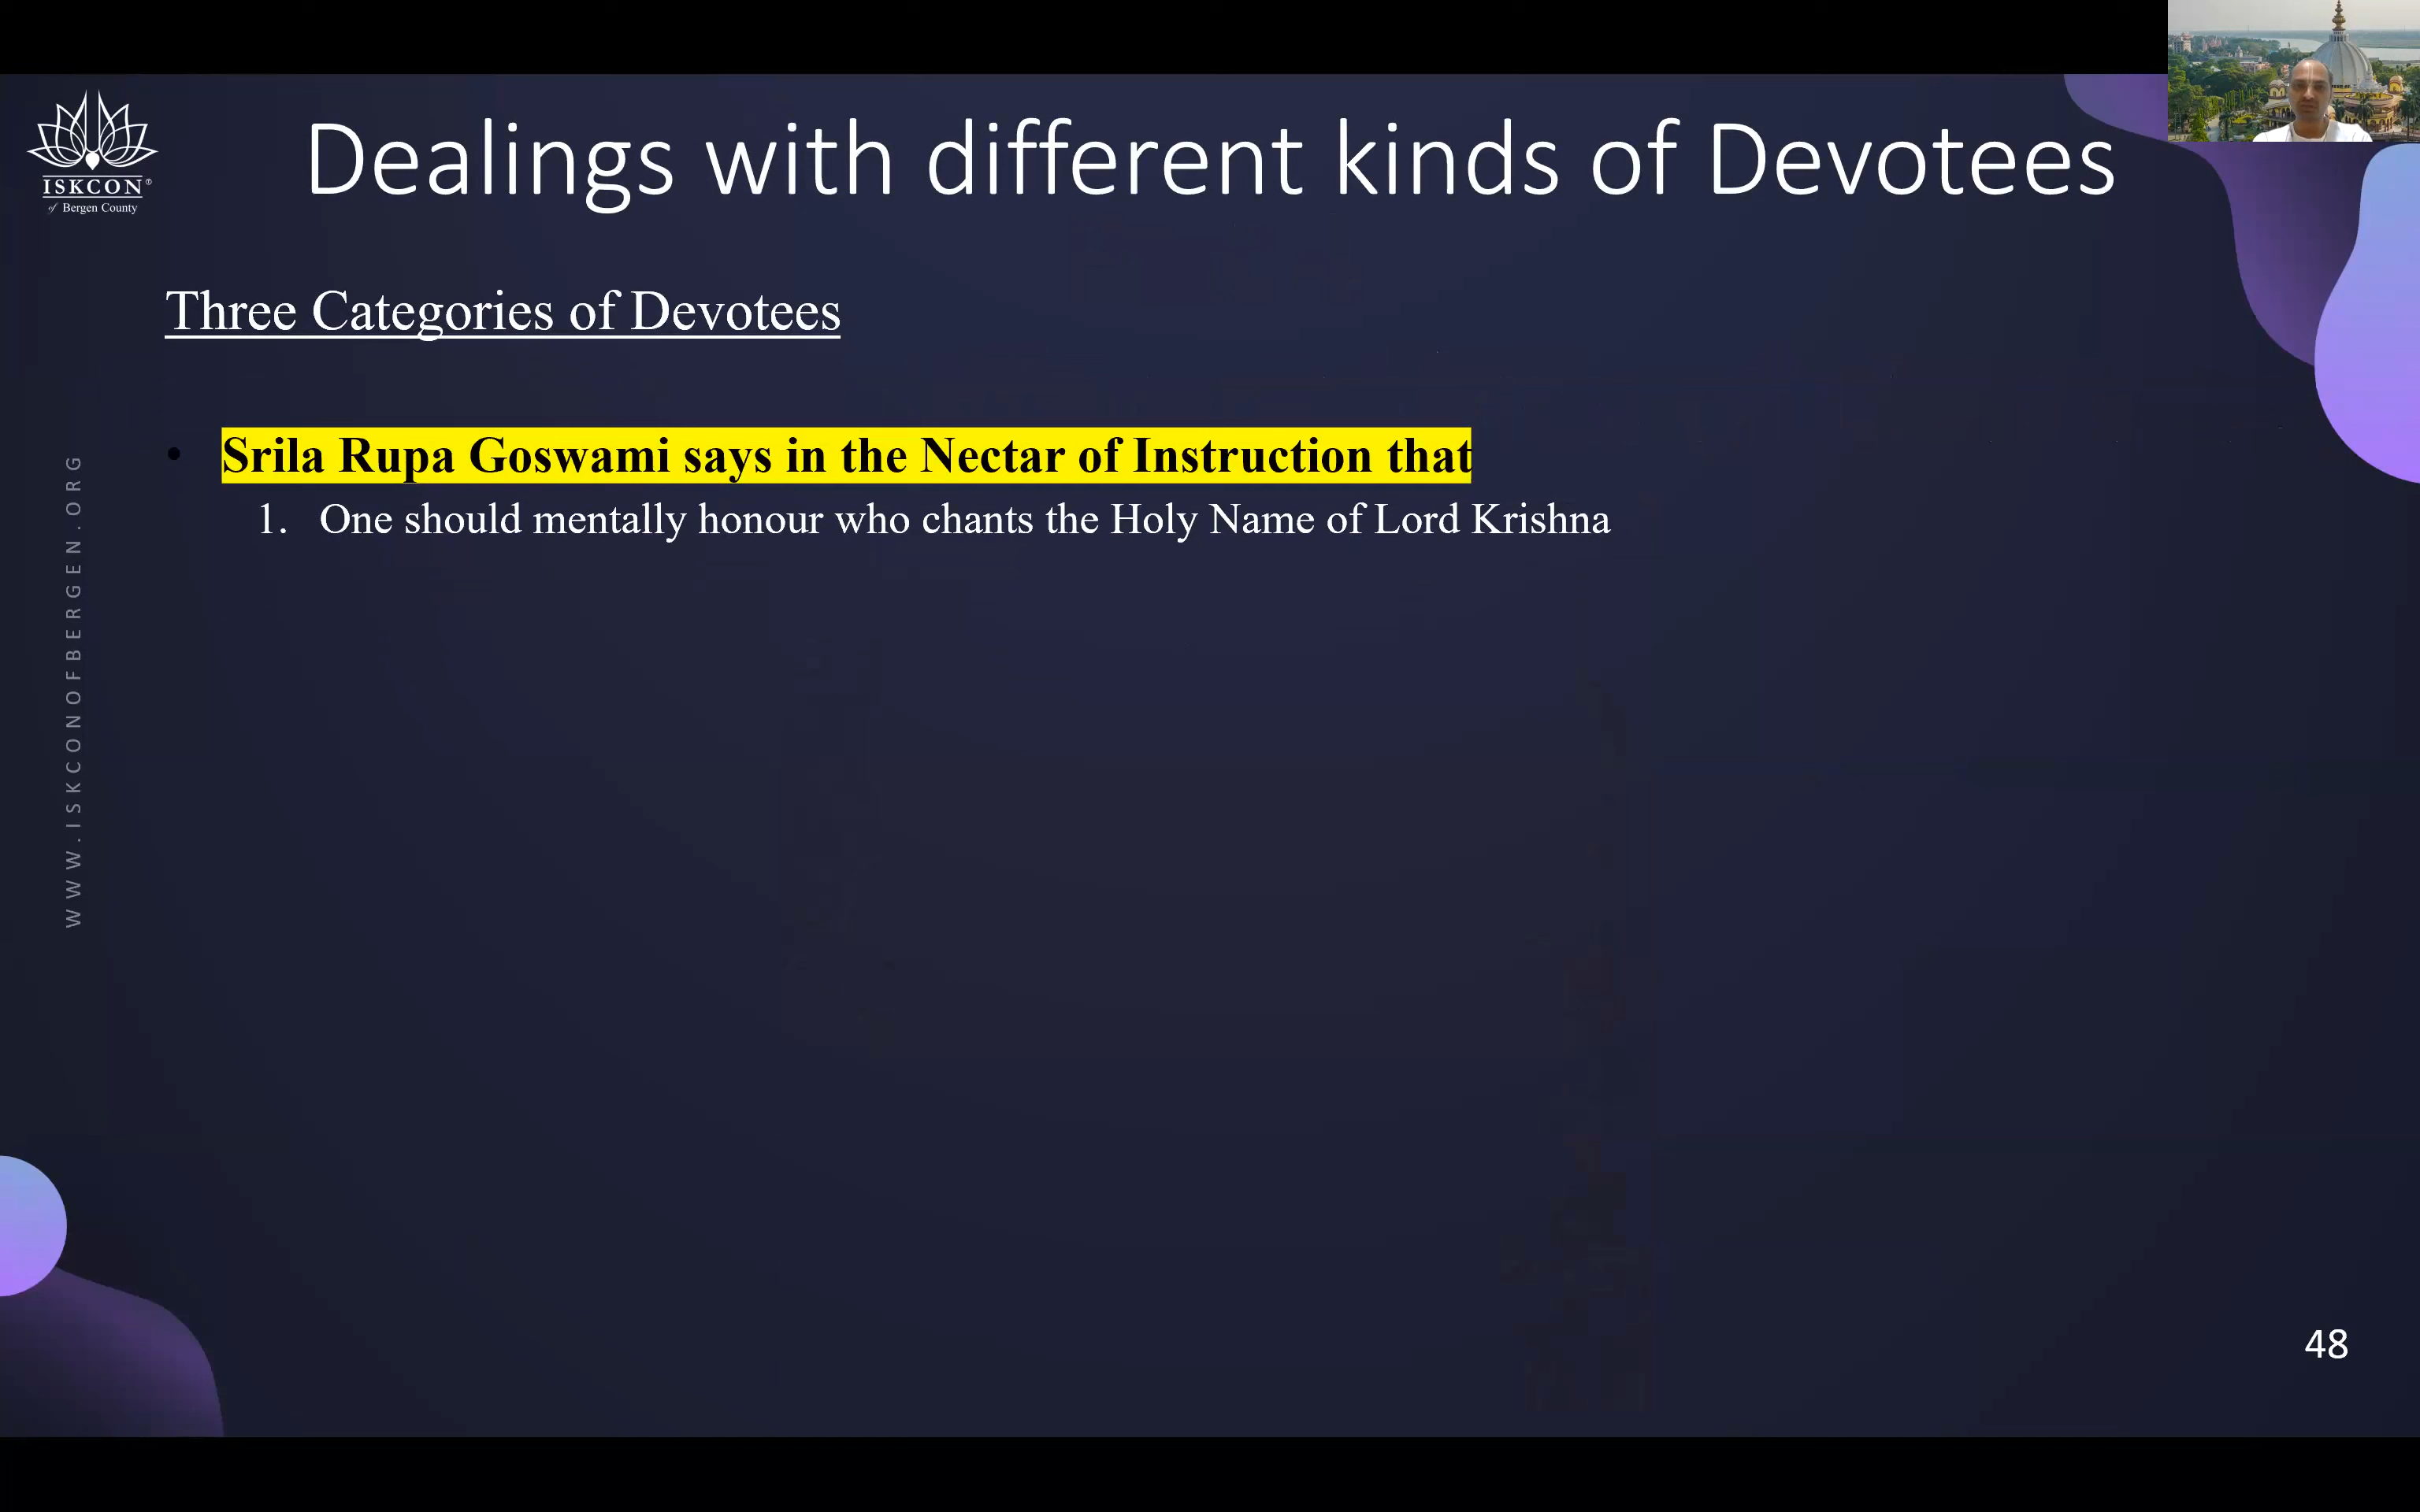 ISKCON®
of Bergen County
Dealings with different kinds of Devotees
Three Categories of Devotees
• Srila Rupa Goswami says in the Nectar of Instruction that
1. One should mentally honour who chants the Holy Name of Lord Krishna
WWW.ISKCONOFBERGEN.ORG
48